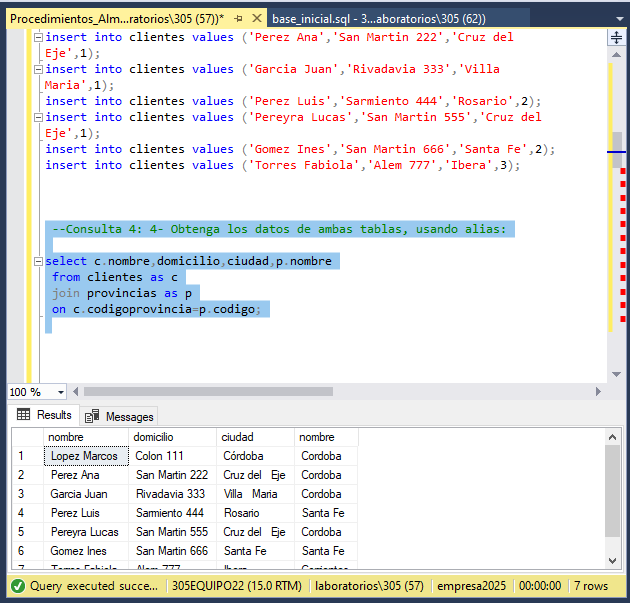 Procedimientos_Alm...ratorios\305 (57))*
base_inicial.sql - 3...aboratorios\305 (62))
insert into clientes values ('Perez Ana','San Martin 222','Cruz del
Eje',1);
insert into clientes values ('Garcia Juan','Rivadavia 333','Villa
Maria',1);
insert into clientes values ('Perez Luis','Sarmiento 444','Rosario',2);
insert into clientes values ('Pereyra Lucas','San Martin 555','Cruz del
Eje',1);
insert into clientes values ('Gomez Ines','San Martin 666','Santa Fe',2);
insert into clientes values ('Torres Fabiola','Alem 777','Ibera',3);
--Consulta 4: 4- Obtenga los datos de ambas tablas, usando alias:
select c.nombre,domicilio,ciudad,p.nombre
from clientes as c
join provincias as p
on c.codigoprovincia=p.codigo;
100 %
Results Messages
nombre domicilio ciudad nombre
1 Lopez Marcos Colon 111 Córdoba Cordoba
2 Perez Ana San Martin 222 Cruz del Eje Cordoba
3 Garcia Juan Rivadavia 333 Villa Maria Cordoba
4 Perez Luis Sarmiento 444 Rosario Santa Fe
5 Pereyra Lucas San Martin 555 Cruz del Eje Cordoba
6 Gomez Ines San Martin 666 Santa Fe Santa Fe
7 Torres Fabiola Alem 777 Ibera Corrientes
Query executed succe... 305EQUIPO22 (15.0 RTM) laboratorios\305 (57) empresa2025 00:00:00 7 rows